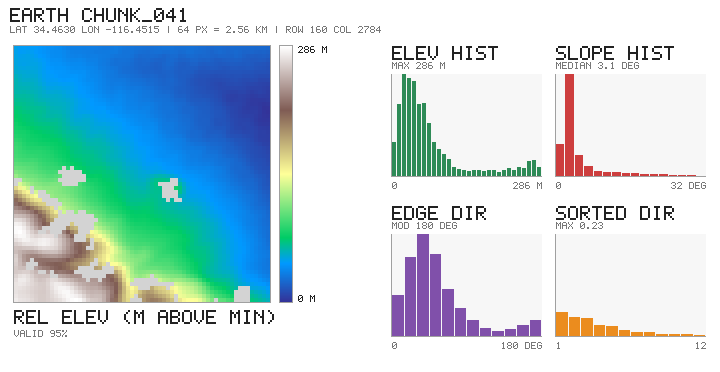 EARTH CHUNK_041
LAT 34.4630 LON -116.4515 | 64 PX = 2.56 KM | ROW 160 COL 2784
286 M
0 M
REL ELEV (M ABOVE MIN)
VALID 95%
ELEV HIST
MAX 286 M
0 286 M
SLOPE HIST
MEDIAN 3.1 DEG
0 32 DEG
EDGE DIR
MOD 180 DEG
0 180 DEG
SORTED DIR
MAX 0.23
1 12